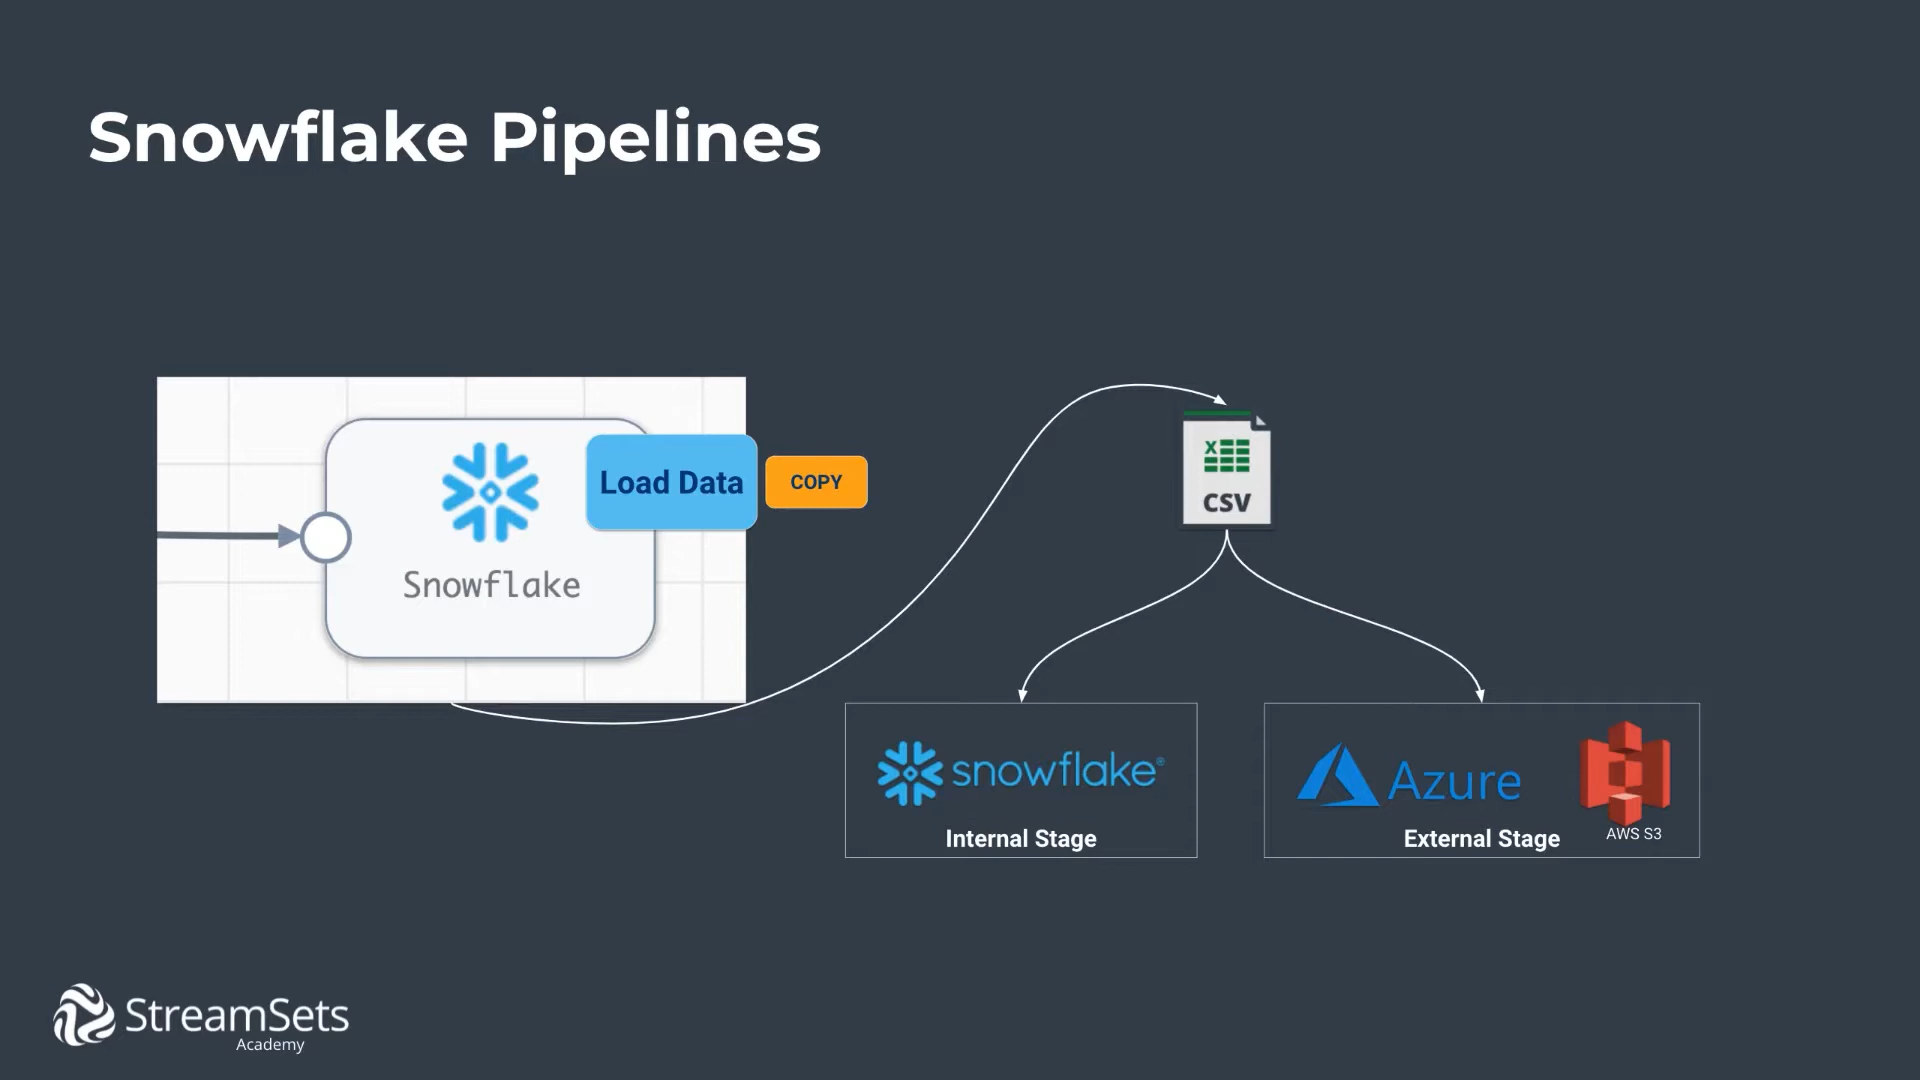 Snowflake Pipelines
Load Data
COPY
Snowflake
X
CSV
snowflake®
Internal Stage
Azure
External Stage
AWS S3
StreamSets
Academy